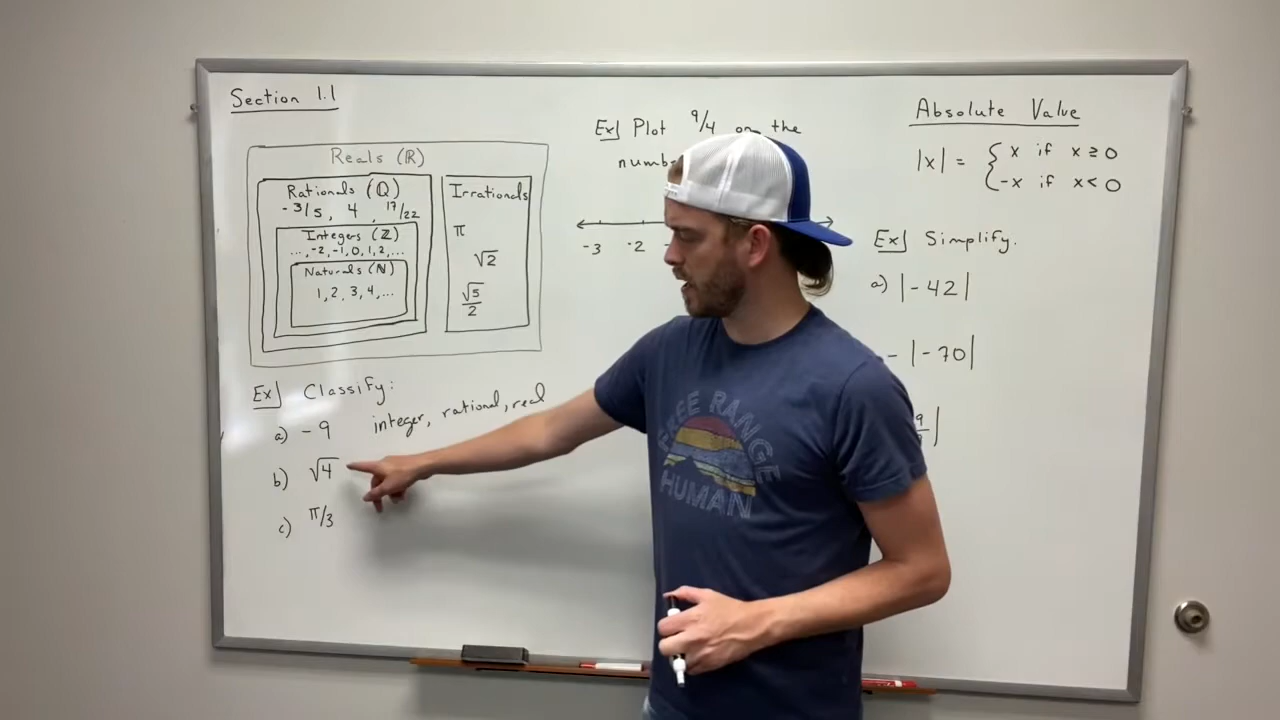 Section 1.1
Reals (ℝ)
Rationals (ℚ)
-3/5, 4, 17/22
Integers (ℤ)
..., -2, -1, 0, 1, 2, ...
Naturals (ℕ)
1, 2, 3, 4, ...
Irrationals
π
√2
√5/2
Ex] Classify:
a) -9 integer, rational, real
b) √4
c) π/3
Ex] Plot 9/4 on the
-3 -2
FREE RANGE
HUMAN
Absolute Value
|x| = { x if x ≥ 0
-x if x < 0
Ex] Simplify.
a) |-42|
- |-70|